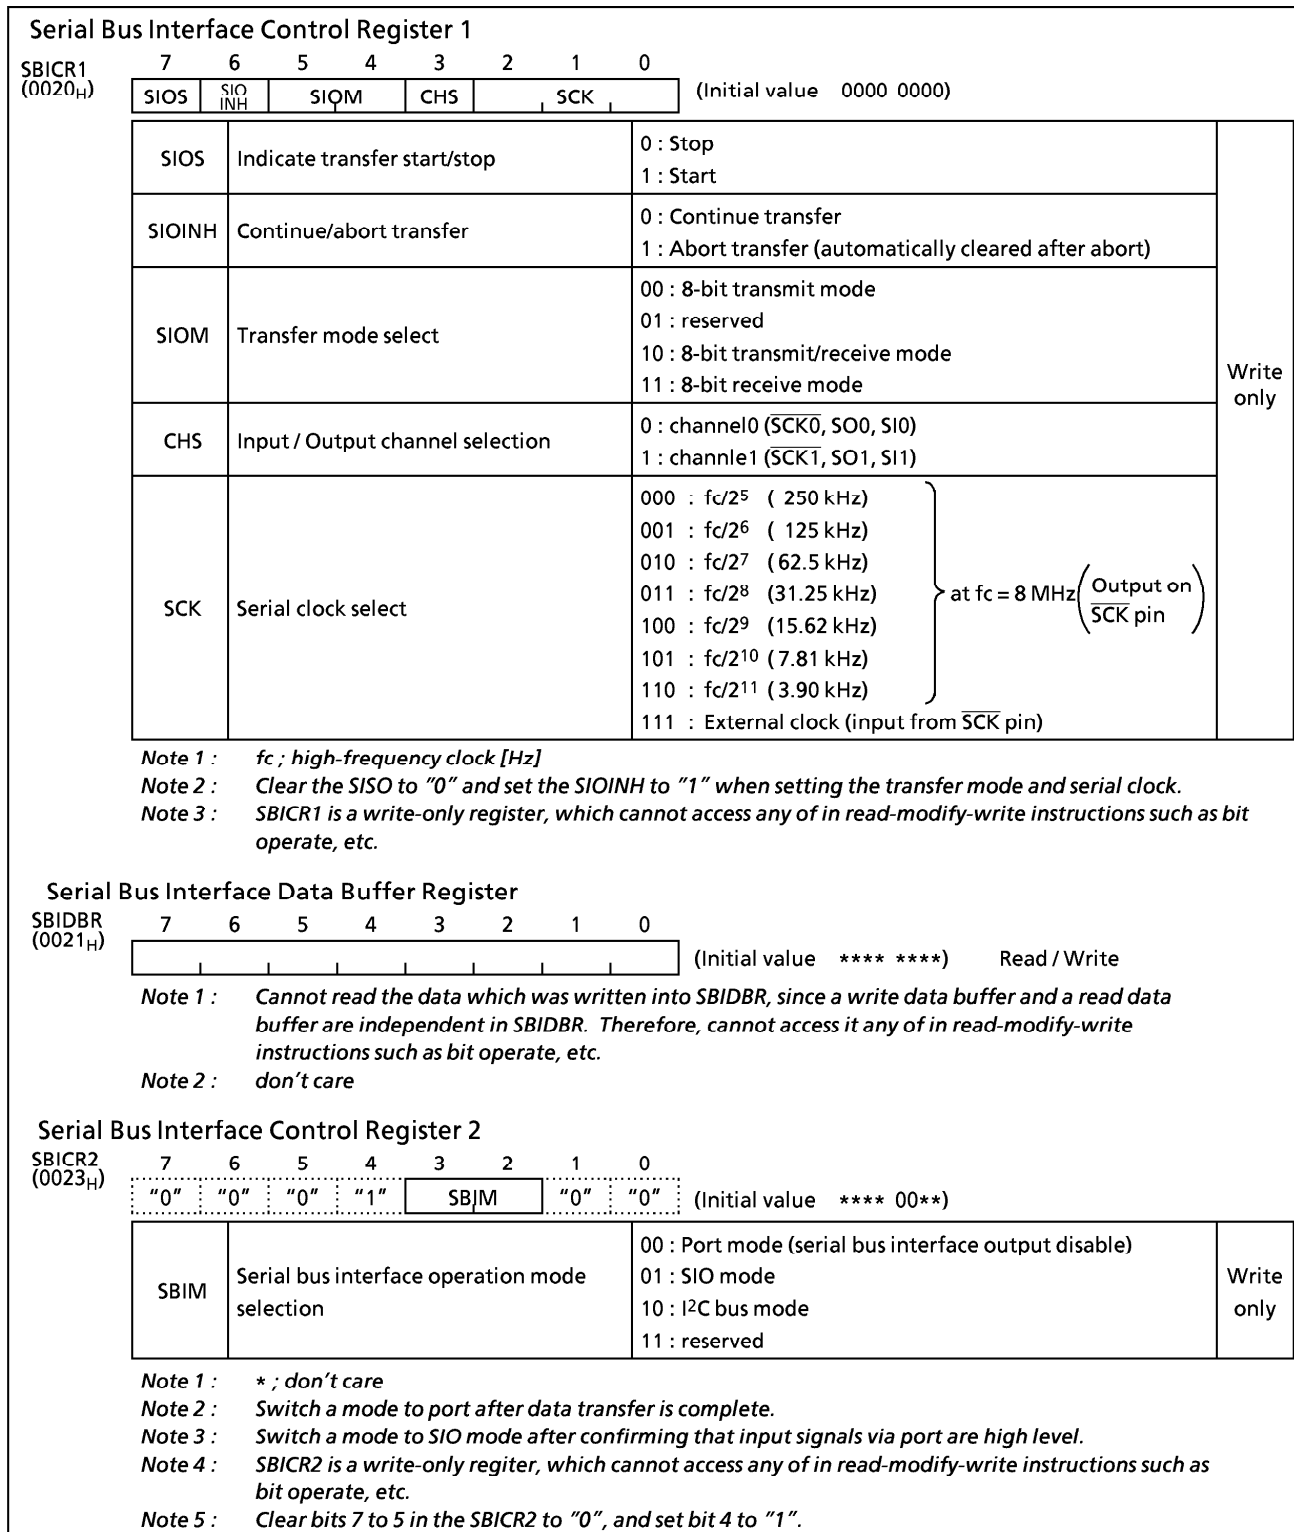 Serial Bus Interface Control Register 1
SBICR1
(0020H)
7 6 5 4 3 2 1 0
SIOS SIO INH SIOM CHS SCK (Initial value 0000 0000)
SIOS Indicate transfer start/stop
0 : Stop
1 : Start
SIOINH Continue/abort transfer
0 : Continue transfer
1 : Abort transfer (automatically cleared after abort)
SIOM Transfer mode select
00 : 8-bit transmit mode
01 : reserved
10 : 8-bit transmit/receive mode
11 : 8-bit receive mode
CHS Input / Output channel selection
0 : channel0 (SCK0, SO0, SI0)
1 : channle1 (SCK1, SO1, SI1)
SCK Serial clock select
000 : fc/2⁵ ( 250 kHz)
001 : fc/2⁶ ( 125 kHz)
010 : fc/2⁷ (62.5 kHz)
011 : fc/2⁸ (31.25 kHz)
100 : fc/2⁹ (15.62 kHz)
101 : fc/2¹⁰ (7.81 kHz)
110 : fc/2¹¹ (3.90 kHz)
111 : External clock (input from SCK pin)
at fc = 8 MHz (Output on
SCK pin)
Write
only
Note 1 : fc ; high-frequency clock [Hz]
Note 2 : Clear the SISO to "0" and set the SIOINH to "1" when setting the transfer mode and serial clock.
Note 3 : SBICR1 is a write-only register, which cannot access any of in read-modify-write instructions such as bit
operate, etc.
Serial Bus Interface Data Buffer Register
SBIDBR
(0021H)
7 6 5 4 3 2 1 0
(Initial value **** ****) Read / Write
Note 1 : Cannot read the data which was written into SBIDBR, since a write data buffer and a read data
buffer are independent in SBIDBR. Therefore, cannot access it any of in read-modify-write
instructions such as bit operate, etc.
Note 2 : don't care
Serial Bus Interface Control Register 2
SBICR2
(0023H)
7 6 5 4 3 2 1 0
"0" "0" "0" "1" SBIM "0" "0" (Initial value **** 00**)
SBIM Serial bus interface operation mode
selection
00 : Port mode (serial bus interface output disable)
01 : SIO mode
10 : I²C bus mode
11 : reserved
Write
only
Note 1 : * ; don't care
Note 2 : Switch a mode to port after data transfer is complete.
Note 3 : Switch a mode to SIO mode after confirming that input signals via port are high level.
Note 4 : SBICR2 is a write-only regiter, which cannot access any of in read-modify-write instructions such as
bit operate, etc.
Note 5 : Clear bits 7 to 5 in the SBICR2 to "0", and set bit 4 to "1".